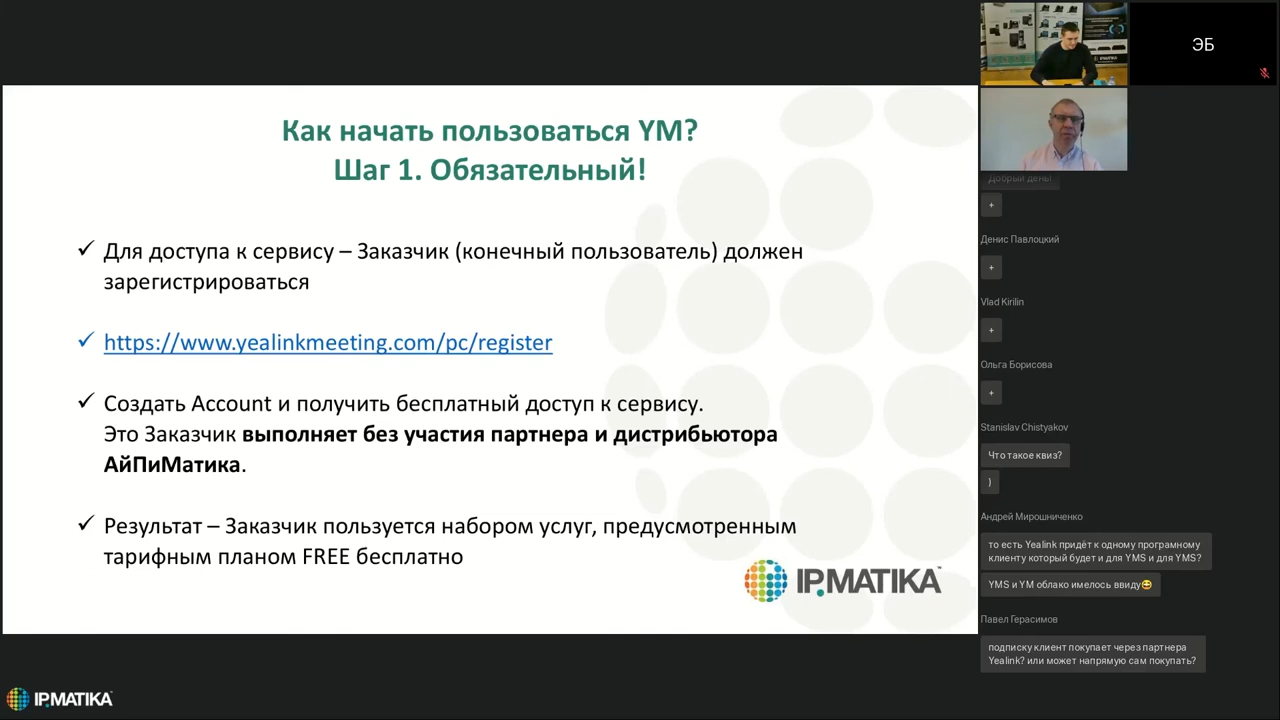 Как начать пользоваться YM?
Шаг 1. Обязательный!
✓ Для доступа к сервису – Заказчик (конечный пользователь) должен
зарегистрироваться
✓ https://www.yealinkmeeting.com/pc/register
✓ Создать Account и получить бесплатный доступ к сервису.
Это Заказчик выполняет без участия партнера и дистрибьютора
АйПиМатика.
✓ Результат – Заказчик пользуется набором услуг, предусмотренным
тарифным планом FREE бесплатно
IPMATIKA™
IPMATIKA
ЭБ
Добрый день!
+
Денис Павлоцкий
+
Vlad Kirilin
+
Ольга Борисова
+
Stanislav Chistyakov
Что такое квиз?
)
Андрей Мирошниченко
то есть Yealink придёт к одному програмному
клиенту который будет и для YMS и для YMS?
YMS и YM облако имелось ввиду😅
Павел Герасимов
подписку клиент покупает через партнера
Yealink? или может напрямую сам покупать?